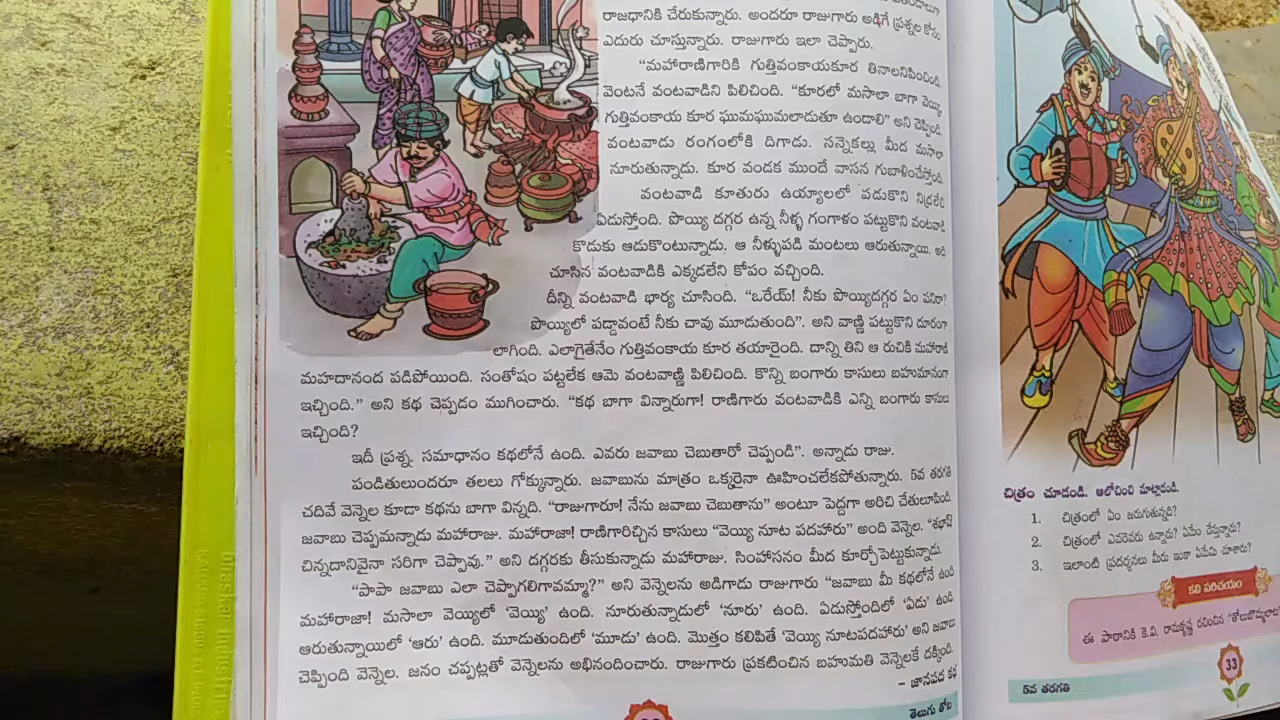 రాజధానికి చేరుకున్నారు. అందరూ రాజుగారు అడిగే ప్రశ్నల కోసం
ఎదురు చూస్తున్నారు. రాజుగారు ఇలా చెప్పారు.
“మహారాణిగారికి గుత్తివంకాయకూర తినాలనిపించింది.
వెంటనే వంటవాడిని పిలిచింది. “కూరలో మసాలా బాగా వెయ్యి
గుత్తివంకాయ కూర ఘుమఘుమలాడుతూ ఉండాలి” అని చెప్పింది.
వంటవాడు రంగంలోకి దిగాడు. సన్నెకల్లు మీద మసాలా
నూరుతున్నాడు. కూర వండక ముందే వాసన గుబాళించేస్తోంది.
వంటవాడి కూతురు ఉయ్యాలలో పడుకొని నిద్రలేచి
ఏడుస్తోంది. పొయ్యి దగ్గర ఉన్న నీళ్ళ గంగాళం పట్టుకొని వంటవాడి
కొడుకు ఆడుకొంటున్నాడు. ఆ నీళ్ళుపడి మంటలు ఆరుతున్నాయి. అది
చూసిన వంటవాడికి ఎక్కడలేని కోపం వచ్చింది.
దీన్ని వంటవాడి భార్య చూసింది. “ఒరేయ్! నీకు పొయ్యిదగ్గర ఏం పనిరా?
పొయ్యిలో పడ్డావంటే నీకు చావు మూడుతుంది”. అని వాణ్ణి పట్టుకొని దూరంగా
లాగింది. ఎలాగైతేనేం గుత్తివంకాయ కూర తయారైంది. దాన్ని తిని ఆ రుచికి మహారాణి
మహదానంద పడిపోయింది. సంతోషం పట్టలేక ఆమె వంటవాణ్ణి పిలిచింది. కొన్ని బంగారు కాసులు బహుమానంగా
ఇచ్చింది.” అని కథ చెప్పడం ముగించారు. “కథ బాగా విన్నారుగా! రాణిగారు వంటవాడికి ఎన్ని బంగారు కాసులు
ఇచ్చింది?
ఇదీ ప్రశ్న. సమాధానం కథలోనే ఉంది. ఎవరు జవాబు చెబుతారో చెప్పండి”. అన్నాడు రాజు.
పండితులుందరూ తలలు గోక్కున్నారు. జవాబును మాత్రం ఒక్కరైనా ఊహించలేకపోతున్నారు. 5వ తరగతి
చదివే వెన్నెల కూడా కథను బాగా విన్నది. “రాజుగారూ! నేను జవాబు చెబుతాను” అంటూ పెద్దగా అరిచి చేతులూపింది.
జవాబు చెప్పమన్నాడు మహారాజు. మహారాజా! రాణిగారిచ్చిన కాసులు “వెయ్యి నూట పదహారు” అంది వెన్నెల. “శభాష్
చిన్నదానివైనా సరిగా చెప్పావు.” అని దగ్గరకు తీసుకున్నాడు మహారాజు. సింహాసనం మీద కూర్చోపెట్టుకున్నాడు.
“పాపా జవాబు ఎలా చెప్పాగలిగావమ్మా?” అని వెన్నెలను అడిగాడు రాజుగారు “జవాబు మీ కథలోనే ఉంది
మహారాజా! మసాలా వెయ్యిలో ‘వెయ్యి’ ఉంది. నూరుతున్నాడులో ‘నూరు’ ఉంది. ఏడుస్తోందిలో ‘ఏడు’ ఉంది.
ఆరుతున్నాయిలో ‘ఆరు’ ఉంది. మూడుతుందిలో ‘మూడు’ ఉంది. మొత్తం కలిపితే ‘వెయ్యి నూటపదహారు’ అని జవాబు
చెప్పింది వెన్నెల. జనం చప్పట్లతో వెన్నెలను అభినందించారు. రాజుగారు ప్రకటించిన బహుమతి వెన్నెలకే దక్కింది.
– జానపద కథ
తెలుగు తోట
చిత్రం చూడండి. ఆలోచించి మాట్లాడండి.
1. చిత్రంలో ఏం జరుగుతున్నది?
2. చిత్రంలో ఎవరెవరు ఉన్నారు? ఏమేం చేస్తున్నారు?
3. ఇలాంటి ప్రదర్శనలు మీరు ఇంకా ఏమేమి చూశారు?
కవి పరిచయం
ఈ పాఠానికి కె.వి. రామకృష్ణ రచించిన
33
5వ తరగతి